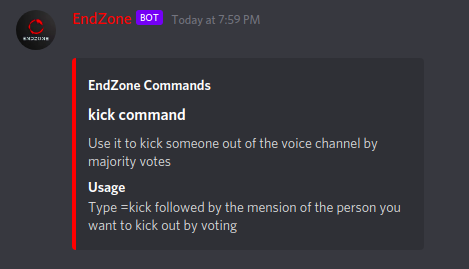 EndZone BOT Today at 7:59 PM
ENDZONE
EndZone Commands
kick command
Use it to kick someone out of the voice channel by
majority votes
Usage
Type =kick followed by the mension of the person you
want to kick out by voting